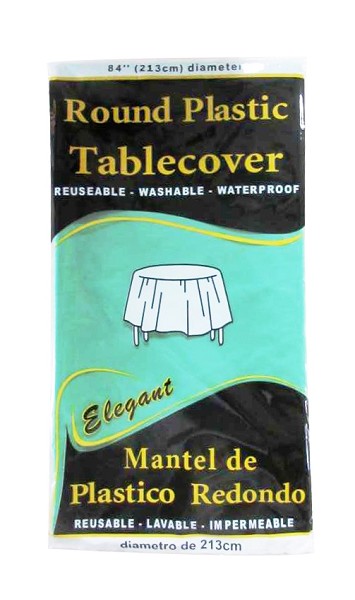 84'' (213cm) diameter
Round Plastic
Tablecover
REUSEABLE - WASHABLE - WATERPROOF
Elegant
Mantel de
Plastico Redondo
REUSABLE - LAVABLE - IMPERMEABLE
diametro de 213cm